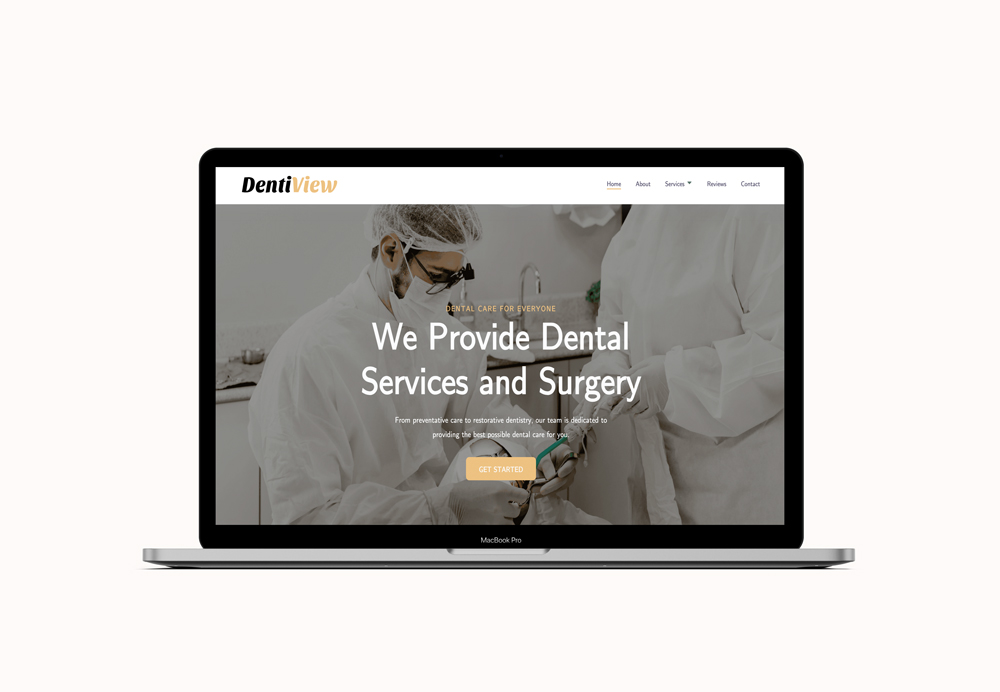 DentiView
Home About Services Reviews Contact
DENTAL CARE FOR EVERYONE
We Provide Dental
Services and Surgery
From preventative care to restorative dentistry, our team is dedicated to
providing the best possible dental care for you.
GET STARTED
MacBook Pro